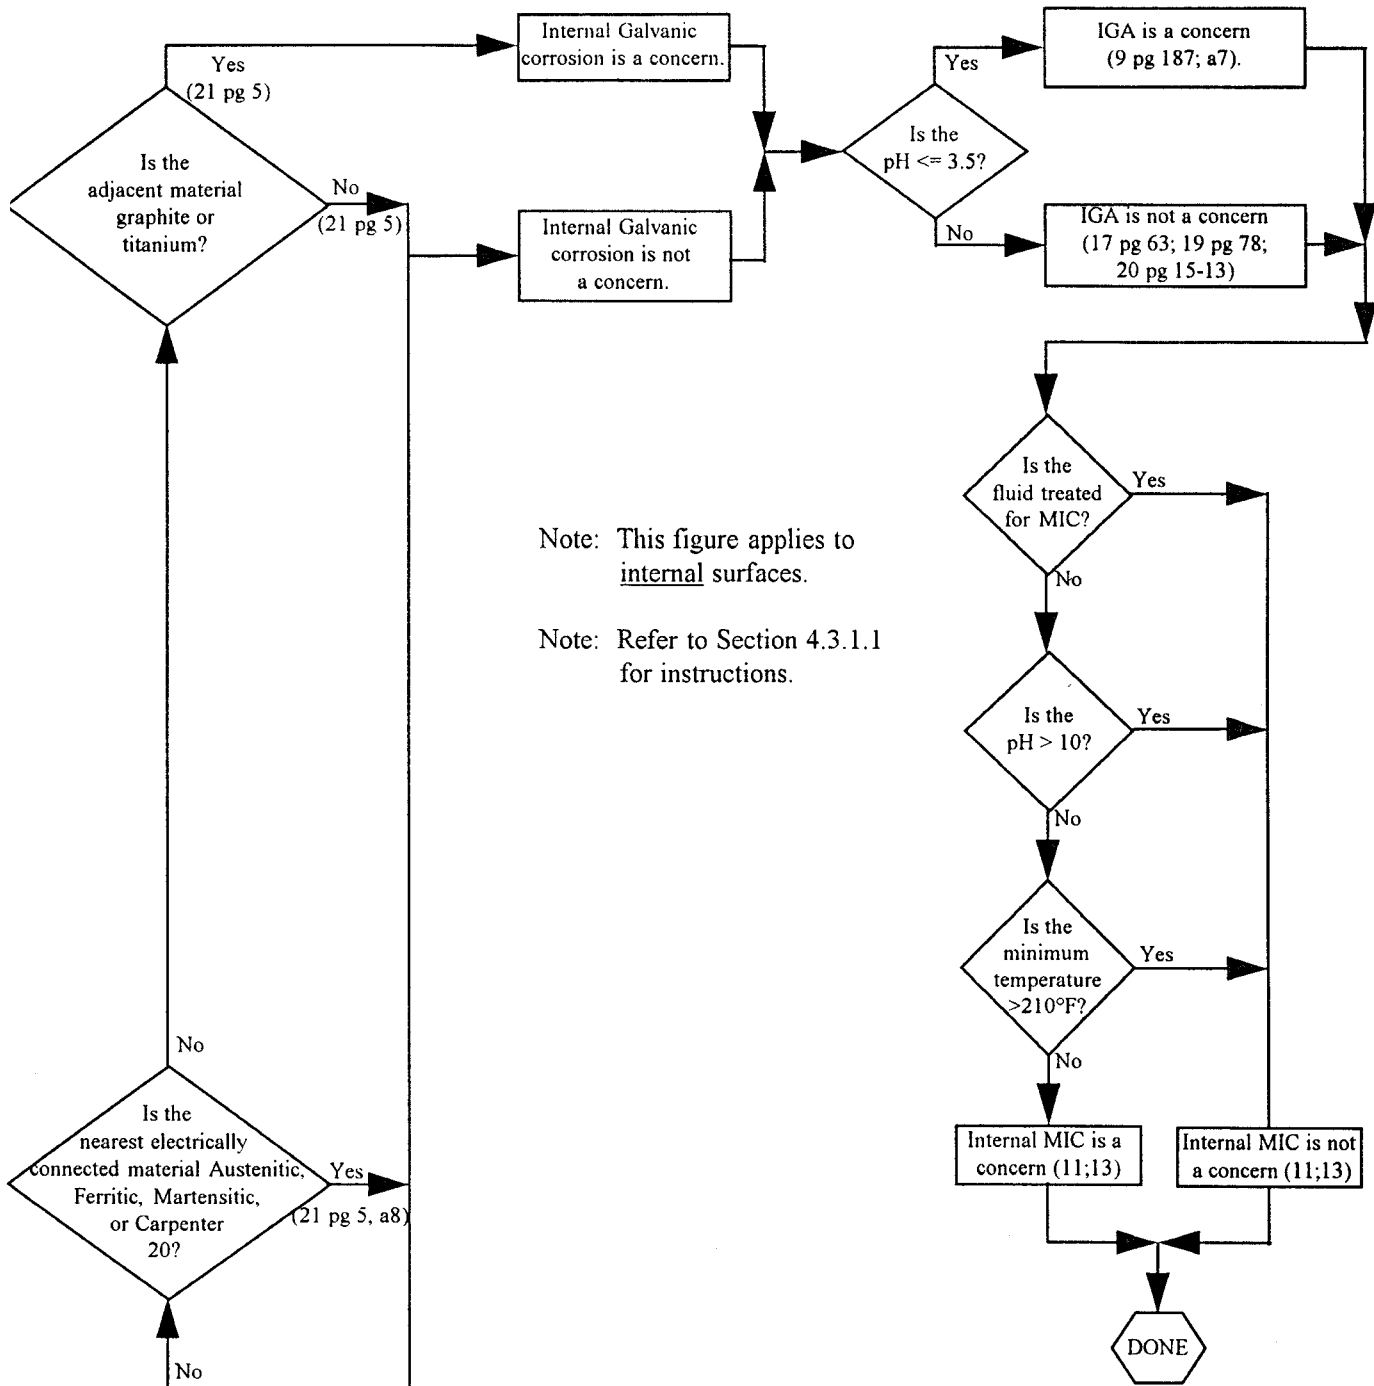 Yes
(21 pg 5)
Internal Galvanic
corrosion is a concern.
Is the
adjacent material
graphite or
titanium?
No
(21 pg 5)
Internal Galvanic
corrosion is not
a concern.
Is the
pH <= 3.5?
Yes
IGA is a concern
(9 pg 187; a7).
No
IGA is not a concern
(17 pg 63; 19 pg 78;
20 pg 15-13)
Is the
fluid treated
for MIC?
Yes
No
Note: This figure applies to
internal surfaces.
Note: Refer to Section 4.3.1.1
for instructions.
Is the
pH > 10?
Yes
No
Is the
minimum
temperature
>210°F?
Yes
No
No
Is the
nearest electrically
connected material Austenitic,
Ferritic, Martensitic,
or Carpenter
20?
Yes
(21 pg 5, a8)
Internal MIC is a
concern (11;13)
Internal MIC is not
a concern (11;13)
DONE
No